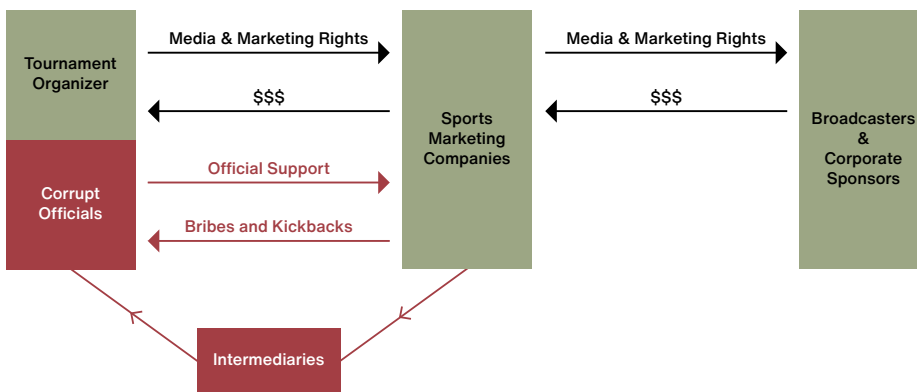 Media & Marketing Rights
Media & Marketing Rights
Tournament
Organizer
$$$
$$$
Sports
Marketing
Companies
Broadcasters
&
Corporate
Sponsors
Official Support
Corrupt
Officials
Bribes and Kickbacks
Intermediaries